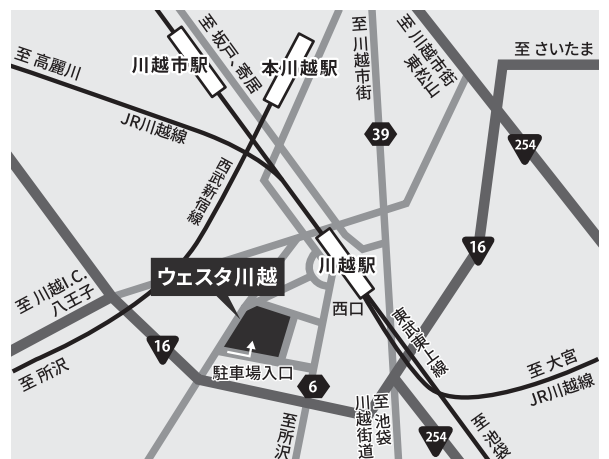 至 坂戸、寄居
至 川越市街
至 川越市街
東松山
至 さいたま
至 高麗川
川越市駅
本川越駅
JR川越線
39
254
西武新宿線
16
川越駅
ウェスタ川越
至 川越I.C.
八王子
西口
東武東上線
16
至 所沢
駐車場入口
6
至 大宮
JR川越線
至 所沢
至 池袋
川越街道
254
至 池袋